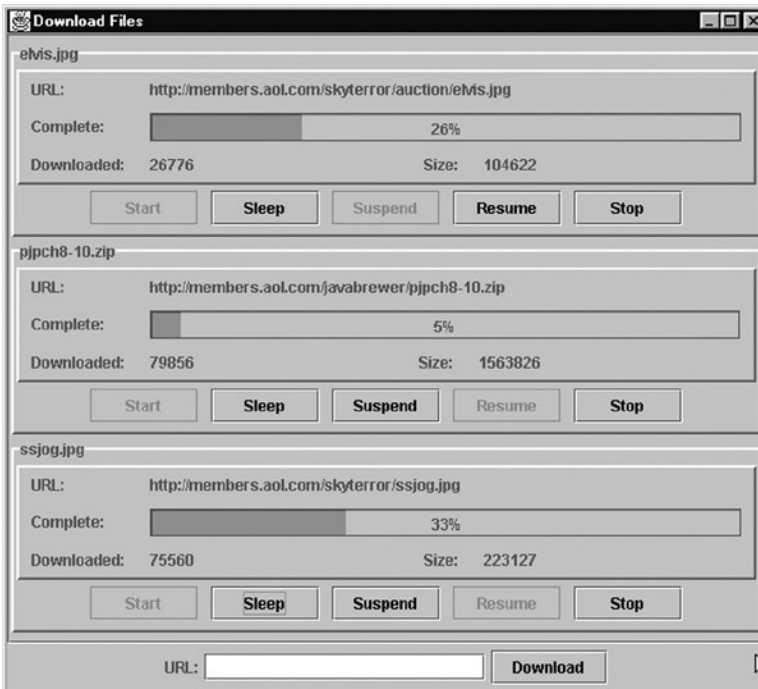 Download Files
elvis.jpg
URL: http://members.aol.com/skyterror/auction/elvis.jpg
Complete: 26%
Downloaded: 26776 Size: 104622
Start Sleep Suspend Resume Stop
pjpch8-10.zip
URL: http://members.aol.com/javabrewer/pjpch8-10.zip
Complete: 5%
Downloaded: 79856 Size: 1563826
Start Sleep Suspend Resume Stop
ssjog.jpg
URL: http://members.aol.com/skyterror/ssjog.jpg
Complete: 33%
Downloaded: 75560 Size: 223127
Start Sleep Suspend Resume Stop
URL: Download